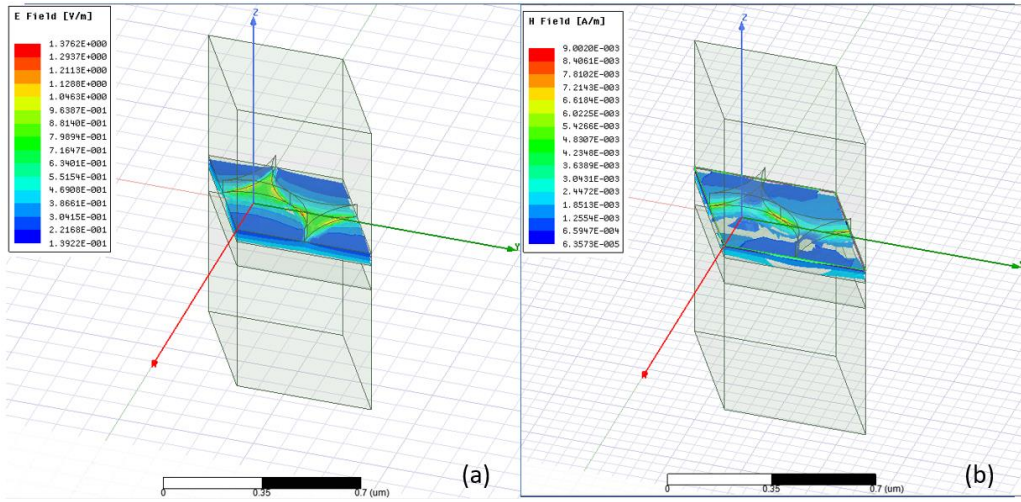 E Field [V/m]
1.3762E+000
1.2937E+000
1.2113E+000
1.1288E+000
1.0463E+000
9.6387E-001
8.8140E-001
7.9894E-001
7.1647E-001
6.3401E-001
5.5154E-001
4.6908E-001
3.8661E-001
3.0415E-001
2.2168E-001
1.3922E-001
Z
0
0.35
0.7 (um)
(a)
H Field [A/m]
9.0020E-003
8.4061E-003
7.8102E-003
7.2143E-003
6.6184E-003
6.0225E-003
5.4266E-003
4.8307E-003
4.2348E-003
3.6389E-003
3.0431E-003
2.4472E-003
1.8513E-003
1.2554E-003
6.5947E-004
6.3573E-005
Z
0
0.35
0.7 (um)
(b)